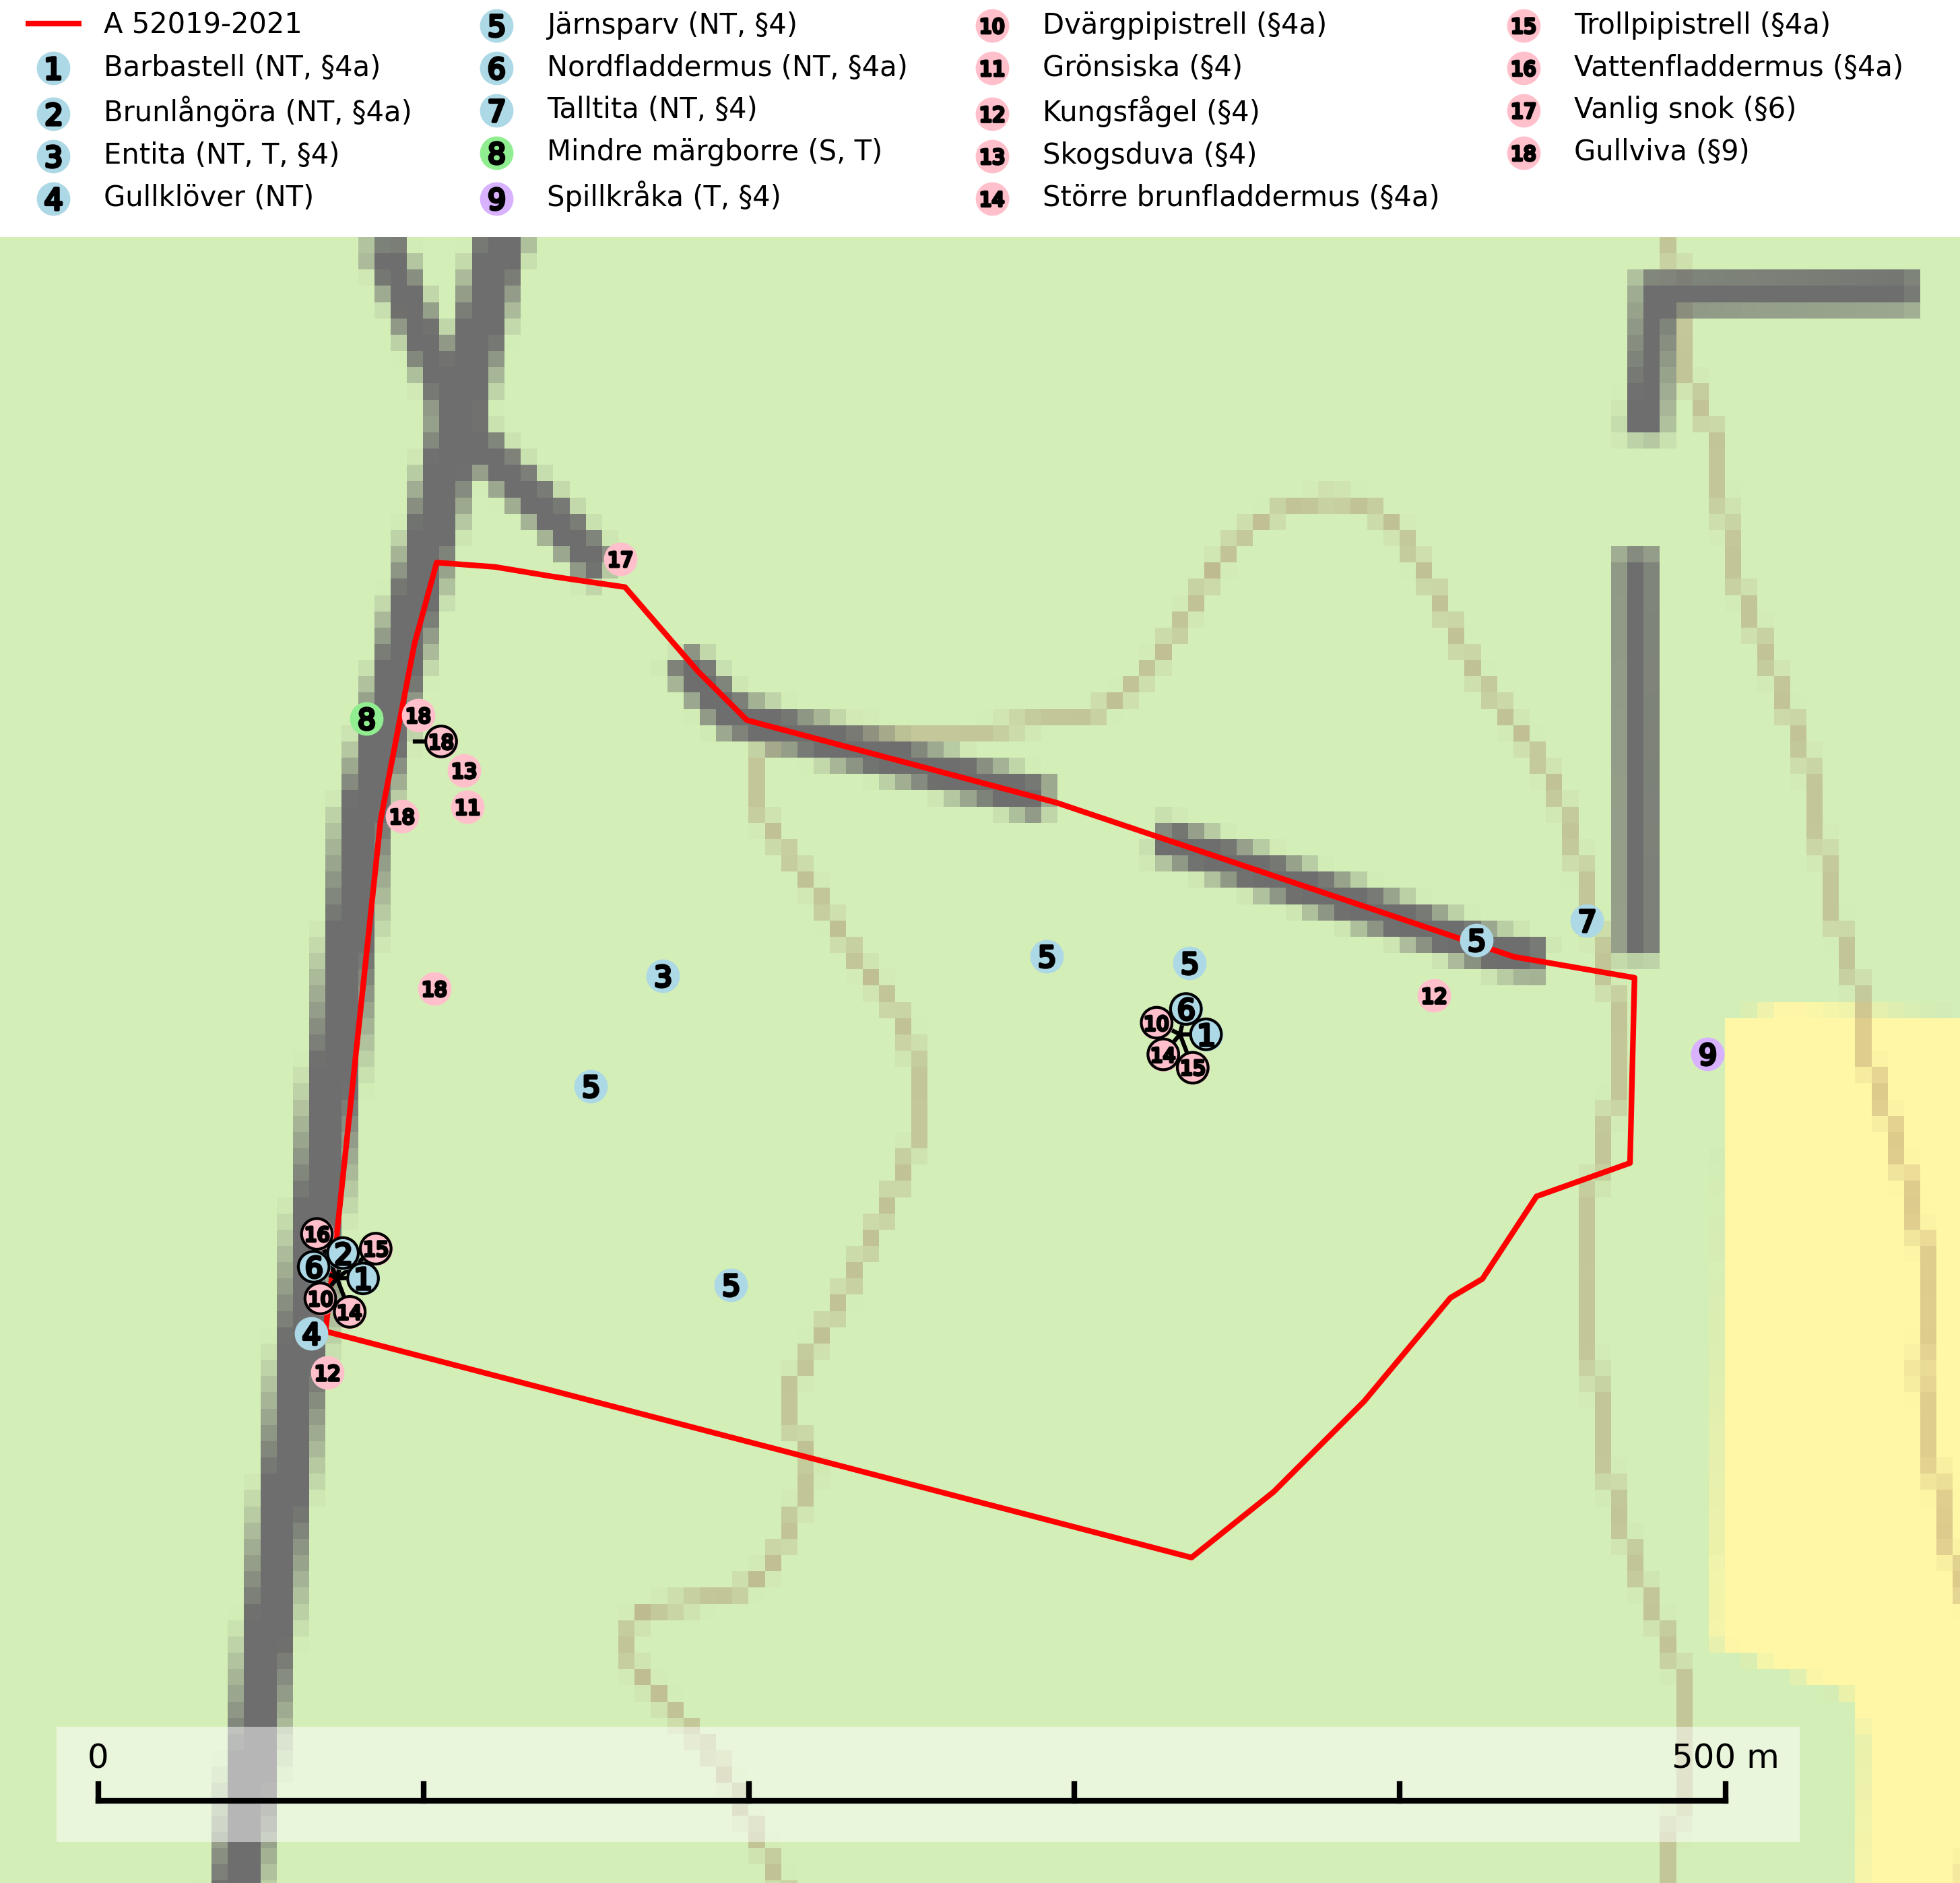 A 52019-2021
1 Barbastell (NT, §4a)
2 Brunlångöra (NT, §4a)
3 Entita (NT, T, §4)
4 Gullklöver (NT)
5 Järnsparv (NT, §4)
6 Nordfladdermus (NT, §4a)
7 Talltita (NT, §4)
8 Mindre märgborre (S, T)
9 Spillkråka (T, §4)
10 Dvärgpipistrell (§4a)
11 Grönsiska (§4)
12 Kungsfågel (§4)
13 Skogsduva (§4)
14 Större brunfladdermus (§4a)
15 Trollpipistrell (§4a)
16 Vattenfladdermus (§4a)
17 Vanlig snok (§6)
18 Gullviva (§9)
17
8
18
18
13
11
18
7
5
5
5
3
18
12
6
10
1
14
15
9
5
16
2
15
6
1
5
10
14
4
12
0
500 m